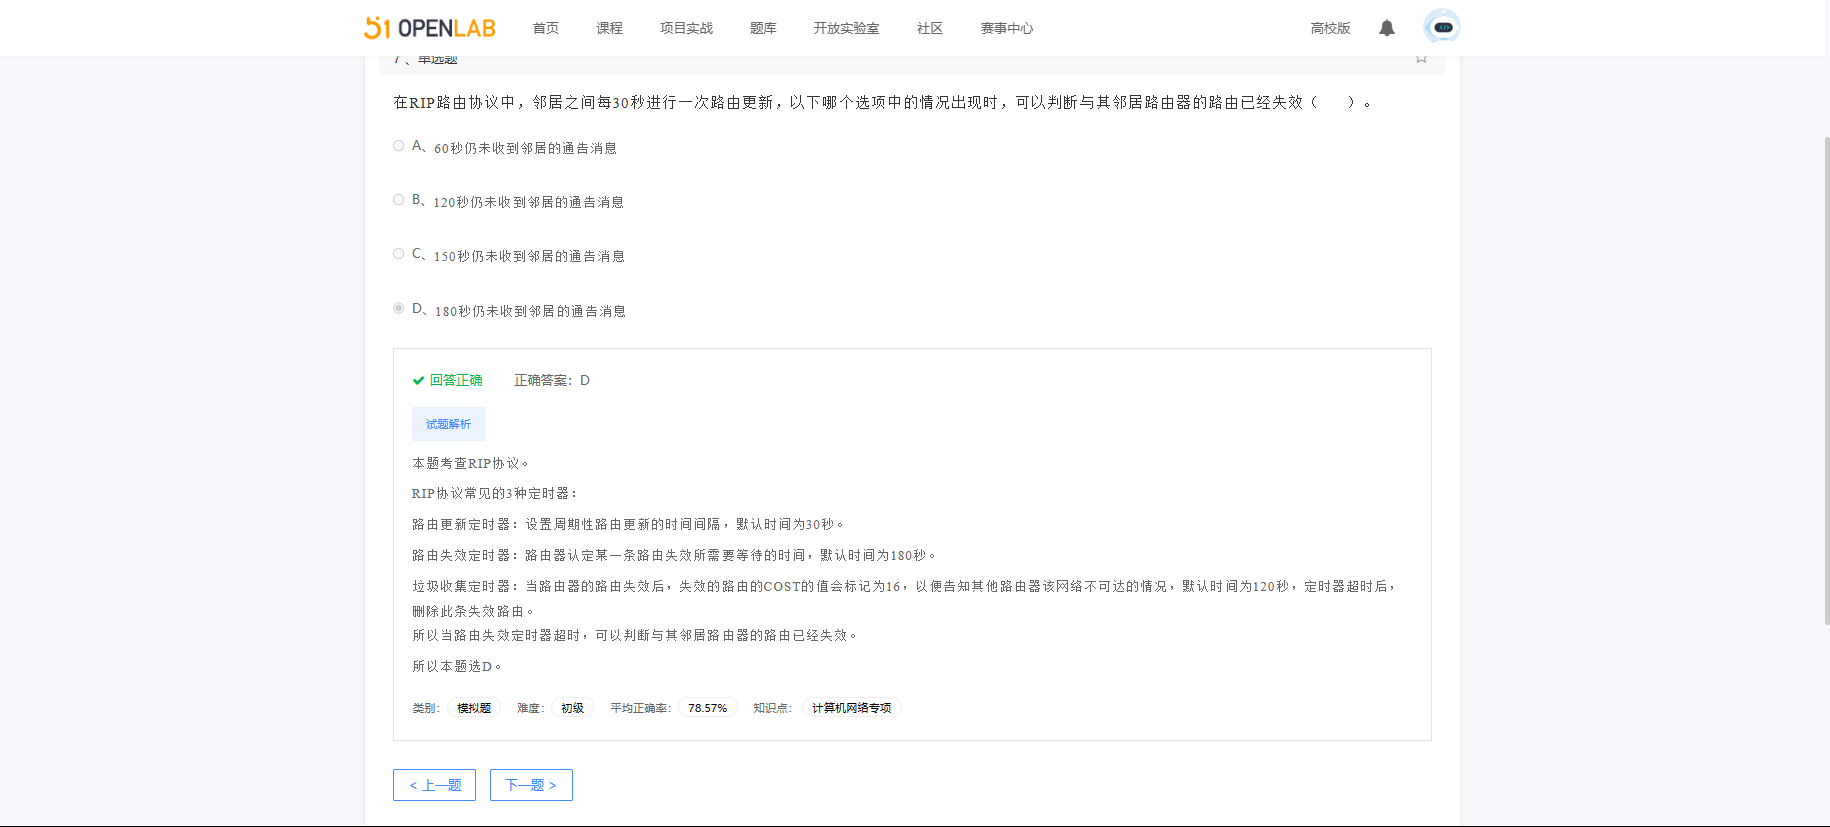 51 OPENLAB 首页 课程 项目实战 题库 开放实验室 社区 赛事中心 高校版
7 、单选题
在RIP路由协议中，邻居之间每30秒进行一次路由更新，以下哪个选项中的情况出现时，可以判断与其邻居路由器的路由已经失效（　　）。
A、60秒仍未收到邻居的通告消息
B、120秒仍未收到邻居的通告消息
C、150秒仍未收到邻居的通告消息
D、180秒仍未收到邻居的通告消息
回答正确 正确答案：D
试题解析
本题考查RIP协议。
RIP协议常见的3种定时器：
路由更新定时器：设置周期性路由更新的时间间隔，默认时间为30秒。
路由失效定时器：路由器认定某一条路由失效所需要等待的时间，默认时间为180秒。
垃圾收集定时器：当路由器的路由失效后，失效的路由的COST的值会标记为16，以便告知其他路由器该网络不可达的情况，默认时间为120秒，定时器超时后，
删除此条失效路由。
所以当路由失效定时器超时，可以判断与其邻居路由器的路由已经失效。
所以本题选D。
类别： 模拟题 难度： 初级 平均正确率： 78.57% 知识点： 计算机网络专项
< 上一题 下一题 >